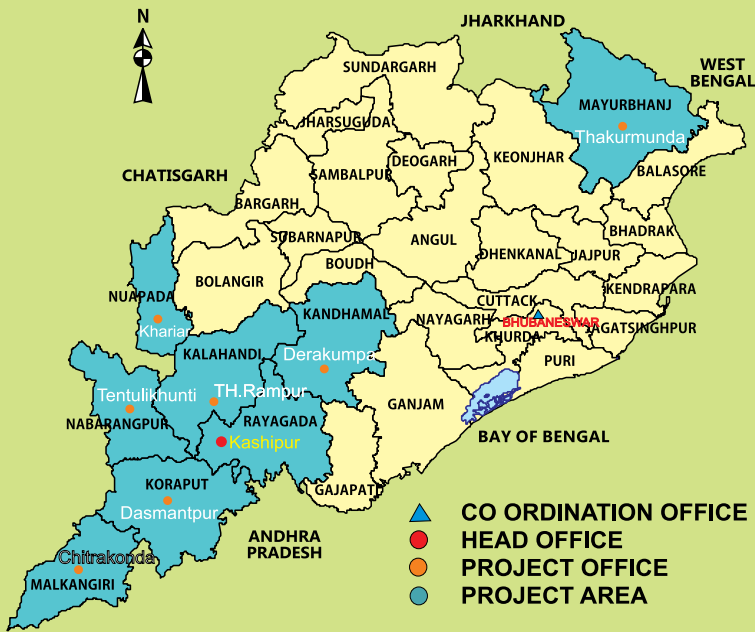 N
JHARKHAND
WEST
BENGAL
SUNDARGARH
MAYURBHANJ
Thakurmunda
JHARSUGUDA
DEOGARH
KEONJHAR
SAMBALPUR
BALASORE
CHATISGARH
BARGARH
BHADRAK
SUBARNAPUR
ANGUL
DHENKANAL
JAJPUR
BOUDH
BOLANGIR
KENDRAPARA
NUAPADA
CUTTACK
KANDHAMAL
NAYAGARH
BHUBANESWAR
JAGATSINGHPUR
Khariar
KHURDA
KALAHANDI
Derakumpa
PURI
Tentulikhunti
TH.Rampur
GANJAM
NABARANGPUR
RAYAGADA
BAY OF BENGAL
Kashipur
KORAPUT
GAJAPATI
Dasmantpur
CO ORDINATION OFFICE
ANDHRA
PRADESH
HEAD OFFICE
Chitrakonda
PROJECT OFFICE
MALKANGIRI
PROJECT AREA